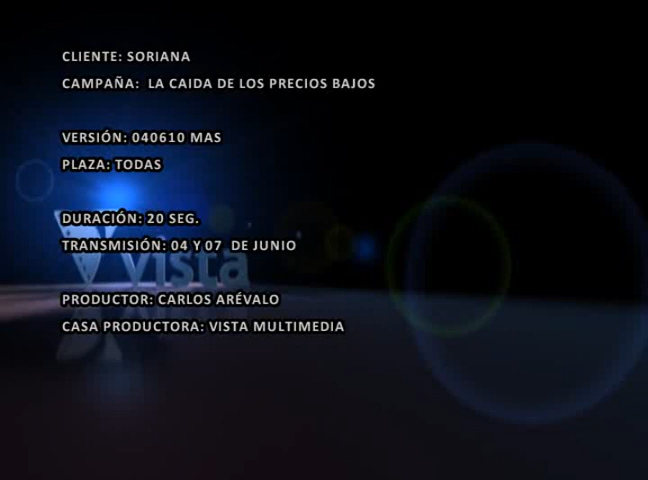 CLIENTE: SORIANA
CAMPAÑA: LA CAIDA DE LOS PRECIOS BAJOS
VERSIÓN: 040610 MAS
PLAZA: TODAS
DURACIÓN: 20 SEG.
TRANSMISIÓN: 04 Y 07 DE JUNIO
vista
PRODUCTOR: CARLOS ARÉVALO
CASA PRODUCTORA: VISTA MULTIMEDIA